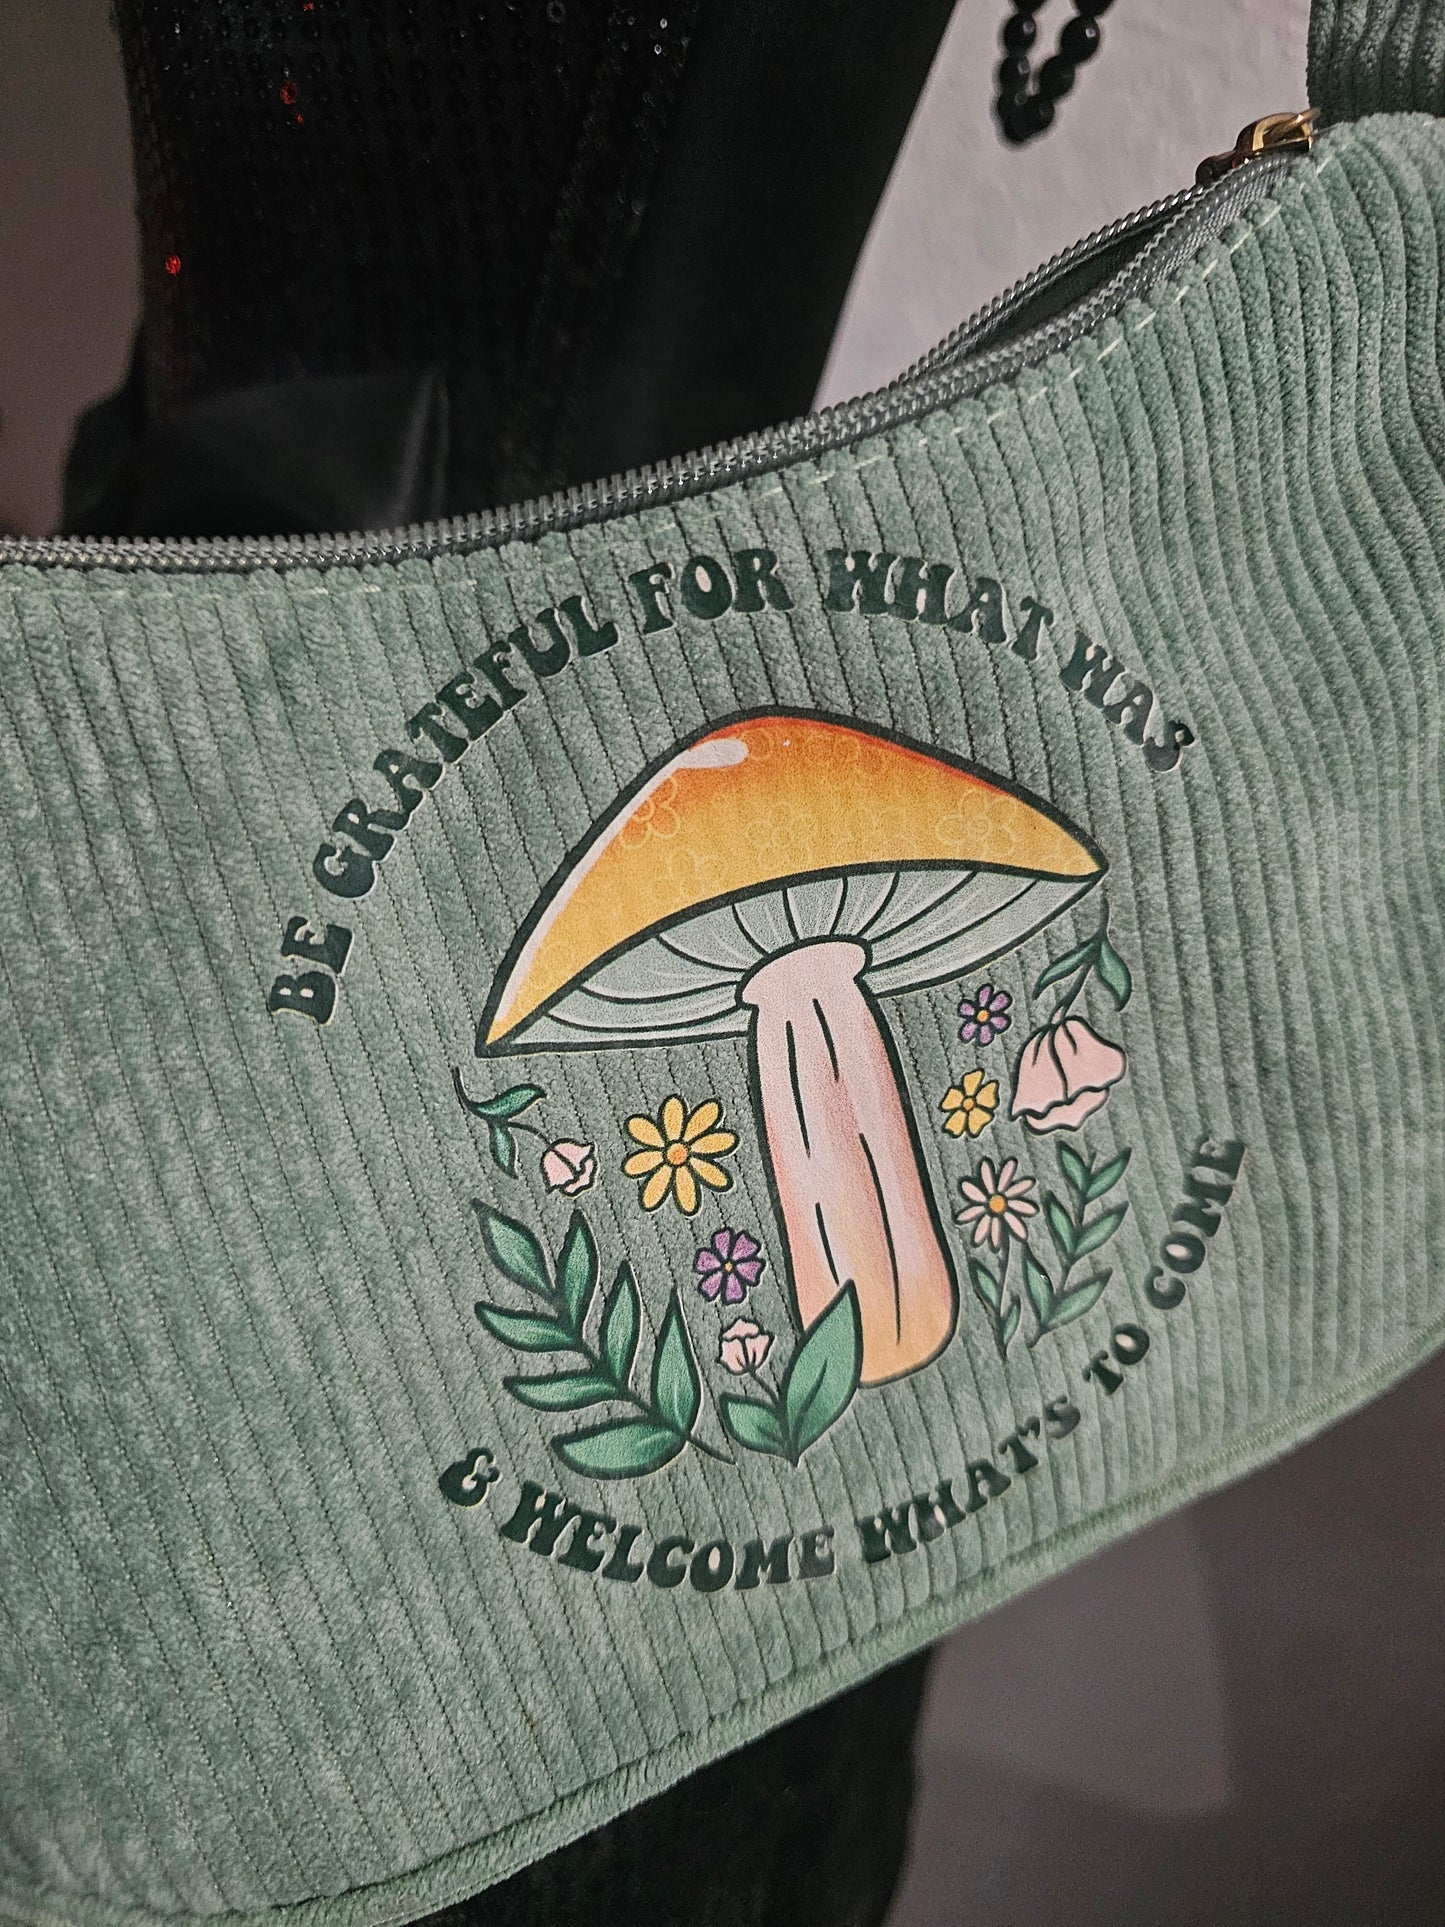 BE GRATEFUL FOR WHAT WAS
& WELCOME WHAT'S TO COME